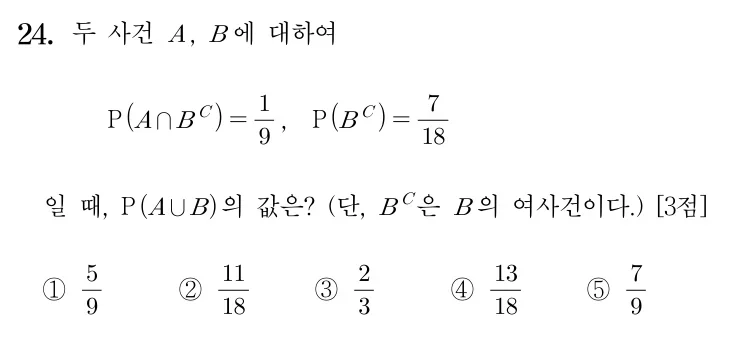 24. 두 사건 A, B에 대하여
P(A∩B^C)=1/9, P(B^C)=7/18
일 때, P(A∪B)의 값은? (단, B^C은 B의 여사건이다.) [3점]
① 5/9 ② 11/18 ③ 2/3 ④ 13/18 ⑤ 7/9